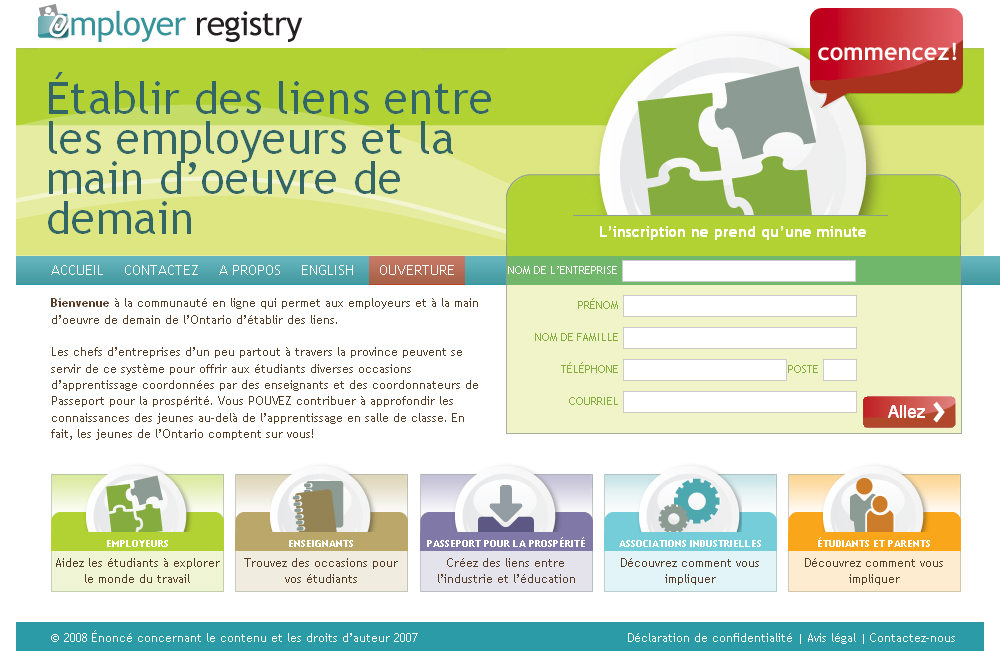 employer registry
commencez!
Établir des liens entre
les employeurs et la
main d'oeuvre de
demain
L'inscription ne prend qu'une minute
ACCUEIL CONTACTEZ A PROPOS ENGLISH OUVERTURE
NOM DE L'ENTREPRISE
PRÉNOM
NOM DE FAMILLE
TÉLÉPHONE POSTE
COURRIEL
Allez
Bienvenue à la communauté en ligne qui permet aux employeurs et à la main
d'oeuvre de demain de l'Ontario d'établir des liens.
Les chefs d'entreprises d'un peu partout à travers la province peuvent se
servir de ce système pour offrir aux étudiants diverses occasions
d'apprentissage coordonnées par des enseignants et des coordonnateurs de
Passeport pour la prospérité. Vous POUVEZ contribuer à approfondir les
connaissances des jeunes au-delà de l'apprentissage en salle de classe. En
fait, les jeunes de l'Ontario comptent sur vous!
EMPLOYEURS
Aidez les étudiants à explorer
le monde du travail
ENSEIGNANTS
Trouvez des occasions pour
vos étudiants
PASSEPORT POUR LA PROSPÉRITÉ
Créez des liens entre
l'industrie et l'éducation
ASSOCIATIONS INDUSTRIELLES
Découvrez comment vous
impliquer
ÉTUDIANTS ET PARENTS
Découvrez comment vous
impliquer
© 2008 Énoncé concernant le contenu et les droits d'auteur 2007
Déclaration de confidentialité | Avis légal | Contactez-nous